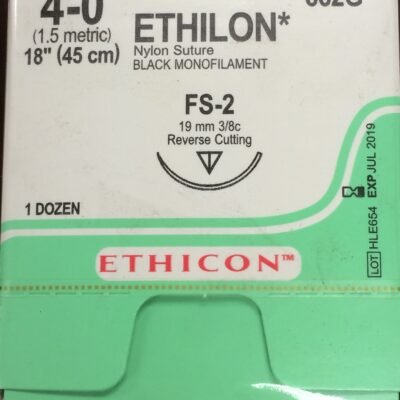 4-0
(1.5 metric)
18" (45 cm)
ETHILON*
Nylon Suture
BLACK MONOFILAMENT
FS-2
19 mm 3/8c
Reverse Cutting
1 DOZEN
LOT HLE654 EXP JUL 2019
ETHICON™